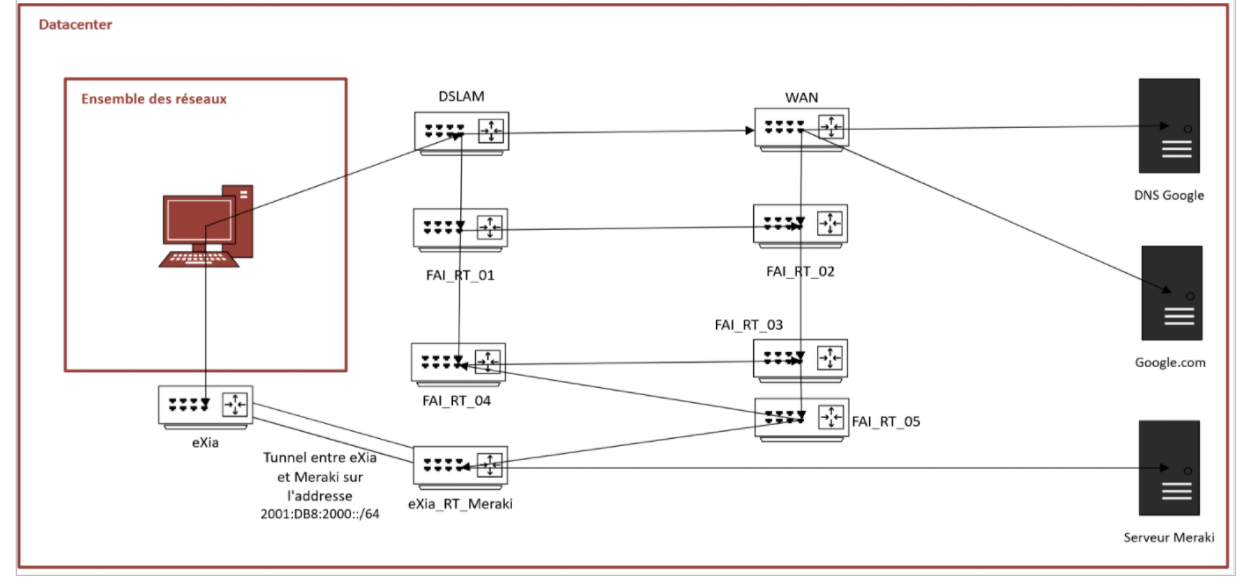 Datacenter
Ensemble des réseaux
DSLAM
WAN
DNS Google
FAI_RT_01
FAI_RT_02
FAI_RT_03
Google.com
FAI_RT_04
FAI_RT_05
eXia
Tunnel entre eXia
et Meraki sur
l'addresse
2001:DB8:2000::/64
eXia_RT_Meraki
Serveur Meraki